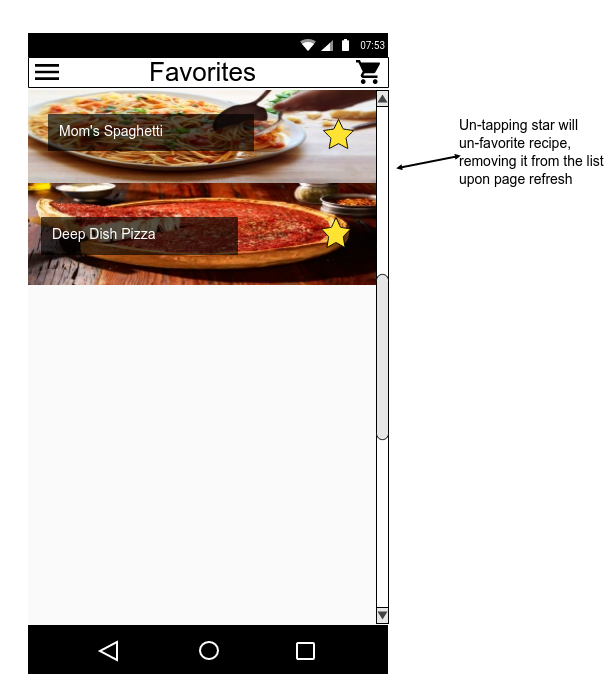 07:53
Favorites
Mom's Spaghetti
Un-tapping star will
un-favorite recipe,
removing it from the list
upon page refresh
Deep Dish Pizza